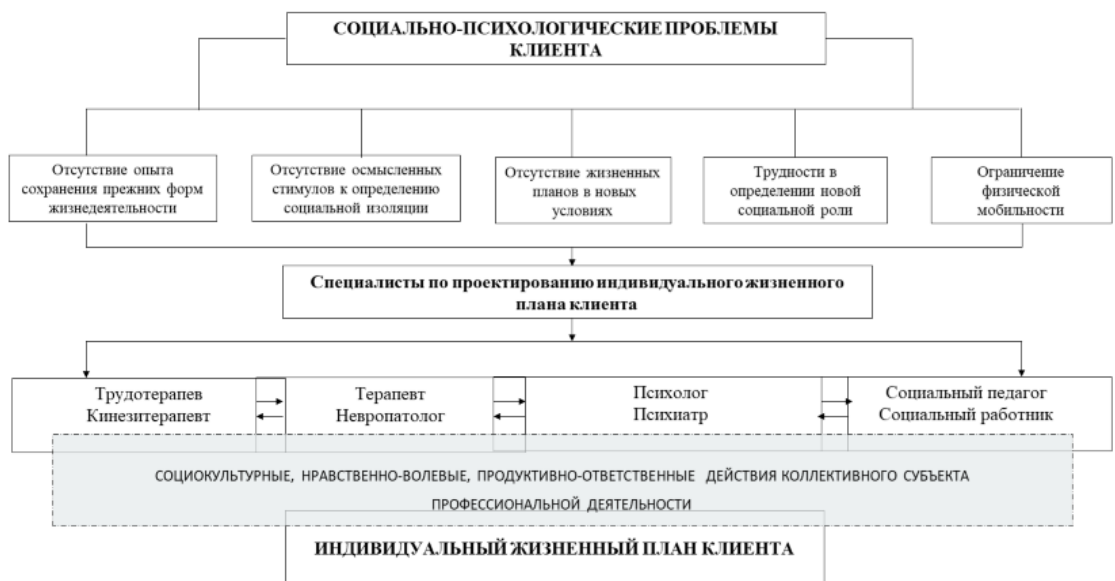 СОЦИАЛЬНО-ПСИХОЛОГИЧЕСКИЕ ПРОБЛЕМЫ
КЛИЕНТА
Отсутствие опыта
сохранения прежних форм
жизнедеятельности
Отсутствие осмысленных
стимулов к определению
социальной изоляции
Отсутствие жизненных
планов в новых
условиях
Трудности в
определении новой
социальной роли
Ограничение
физической
мобильности
Специалисты по проектированию индивидуального жизненного
плана клиента
Трудотерапев
Кинезитерапевт
Терапевт
Невропатолог
Психолог
Психиатр
Социальный педагог
Социальный работник
СОЦИОКУЛЬТУРНЫЕ, НРАВСТВЕННО-ВОЛЕВЫЕ, ПРОДУКТИВНО-ОТВЕТСТВЕННЫЕ ДЕЙСТВИЯ КОЛЛЕКТИВНОГО СУБЪЕКТА
ПРОФЕССИОНАЛЬНОЙ ДЕЯТЕЛЬНОСТИ
ИНДИВИДУАЛЬНЫЙ ЖИЗНЕННЫЙ ПЛАН КЛИЕНТА